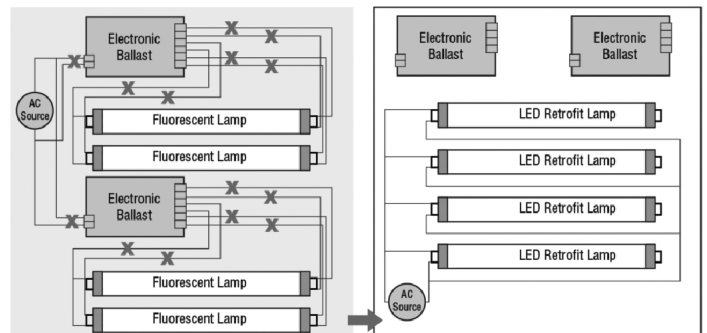 Electronic
Ballast
AC
Source
Fluorescent Lamp
Fluorescent Lamp
Electronic
Ballast
Fluorescent Lamp
Fluorescent Lamp
Electronic
Ballast
Electronic
Ballast
LED Retrofit Lamp
LED Retrofit Lamp
LED Retrofit Lamp
LED Retrofit Lamp
AC
Source